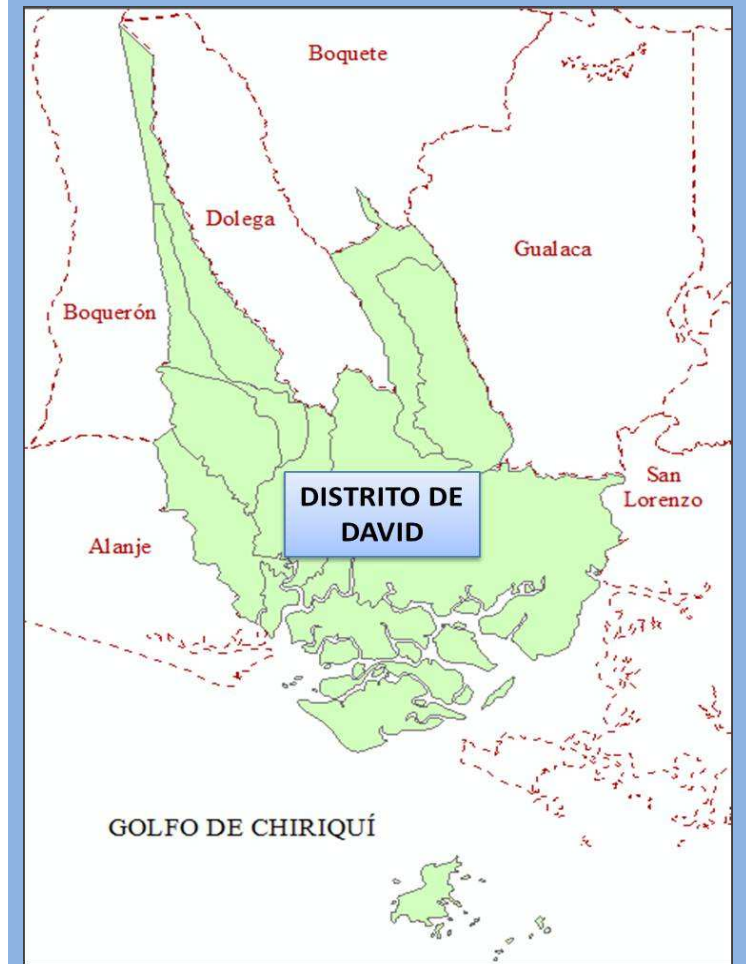 Boquete
Dolega
Gualaca
Boquerón
San
Lorenzo
DISTRITO DE
DAVID
Alanje
GOLFO DE CHIRIQUÍ